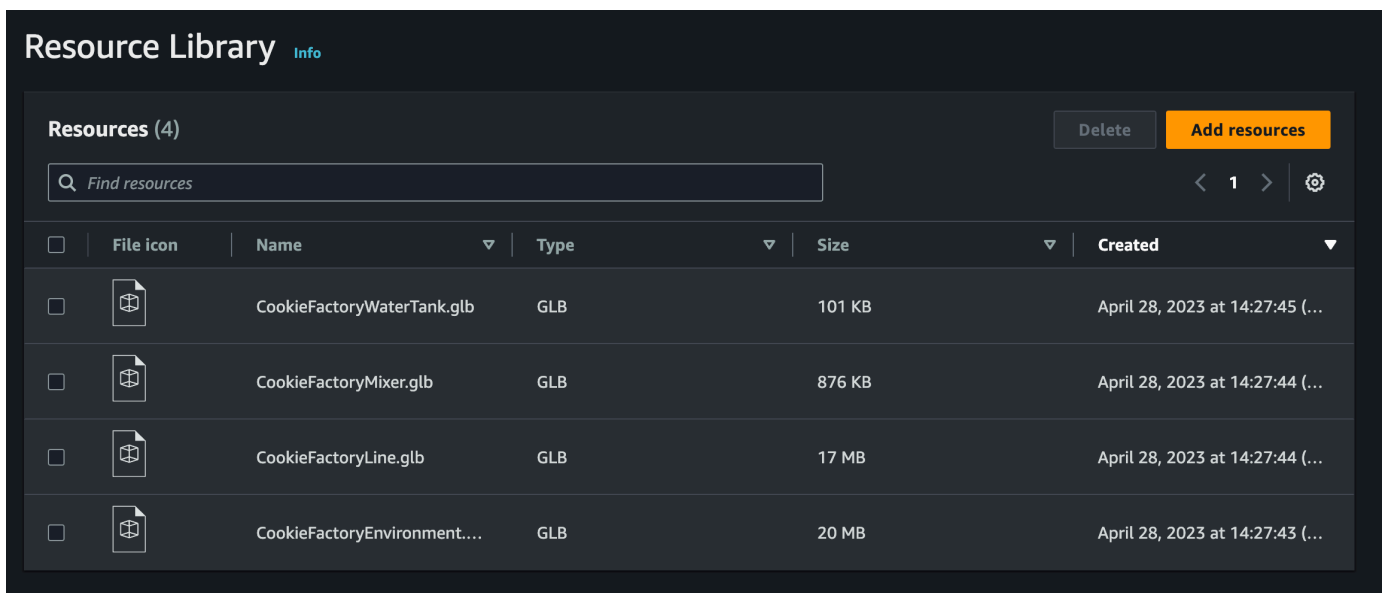 Resource Library Info
Resources (4) Delete Add resources
Find resources 1
File icon Name Type Size Created
CookieFactoryWaterTank.glb GLB 101 KB April 28, 2023 at 14:27:45 (...
CookieFactoryMixer.glb GLB 876 KB April 28, 2023 at 14:27:44 (...
CookieFactoryLine.glb GLB 17 MB April 28, 2023 at 14:27:44 (...
CookieFactoryEnvironment.... GLB 20 MB April 28, 2023 at 14:27:43 (...